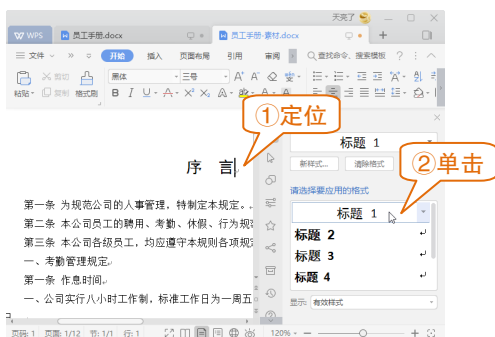 天亮了
WPS 员工手册.docx 员工手册-素材.docx
文件 开始 插入 页面布局 引用 审阅 查找命令、搜索模板
剪切 黑体 三号
粘贴 复制 格式刷 B I U A X² X₂ A
①定位
标题 1
新样式... 清除格式
②单击
序 言
请选择要应用的格式
标题 1
第一条 为规范公司的人事管理,特制定本规定。
第二条 本公司员工的聘用、考勤、休假、行为规
标题 2
第三条 本公司各级员工,均应遵守本规则各项规
标题 3
一、考勤管理规定
第一条 作息时间。
标题 4
一、公司实行八小时工作制,标准工作日为一周五
显示: 有效样式
页码: 1 页面: 1/12 节: 1/1 行: 1 120%